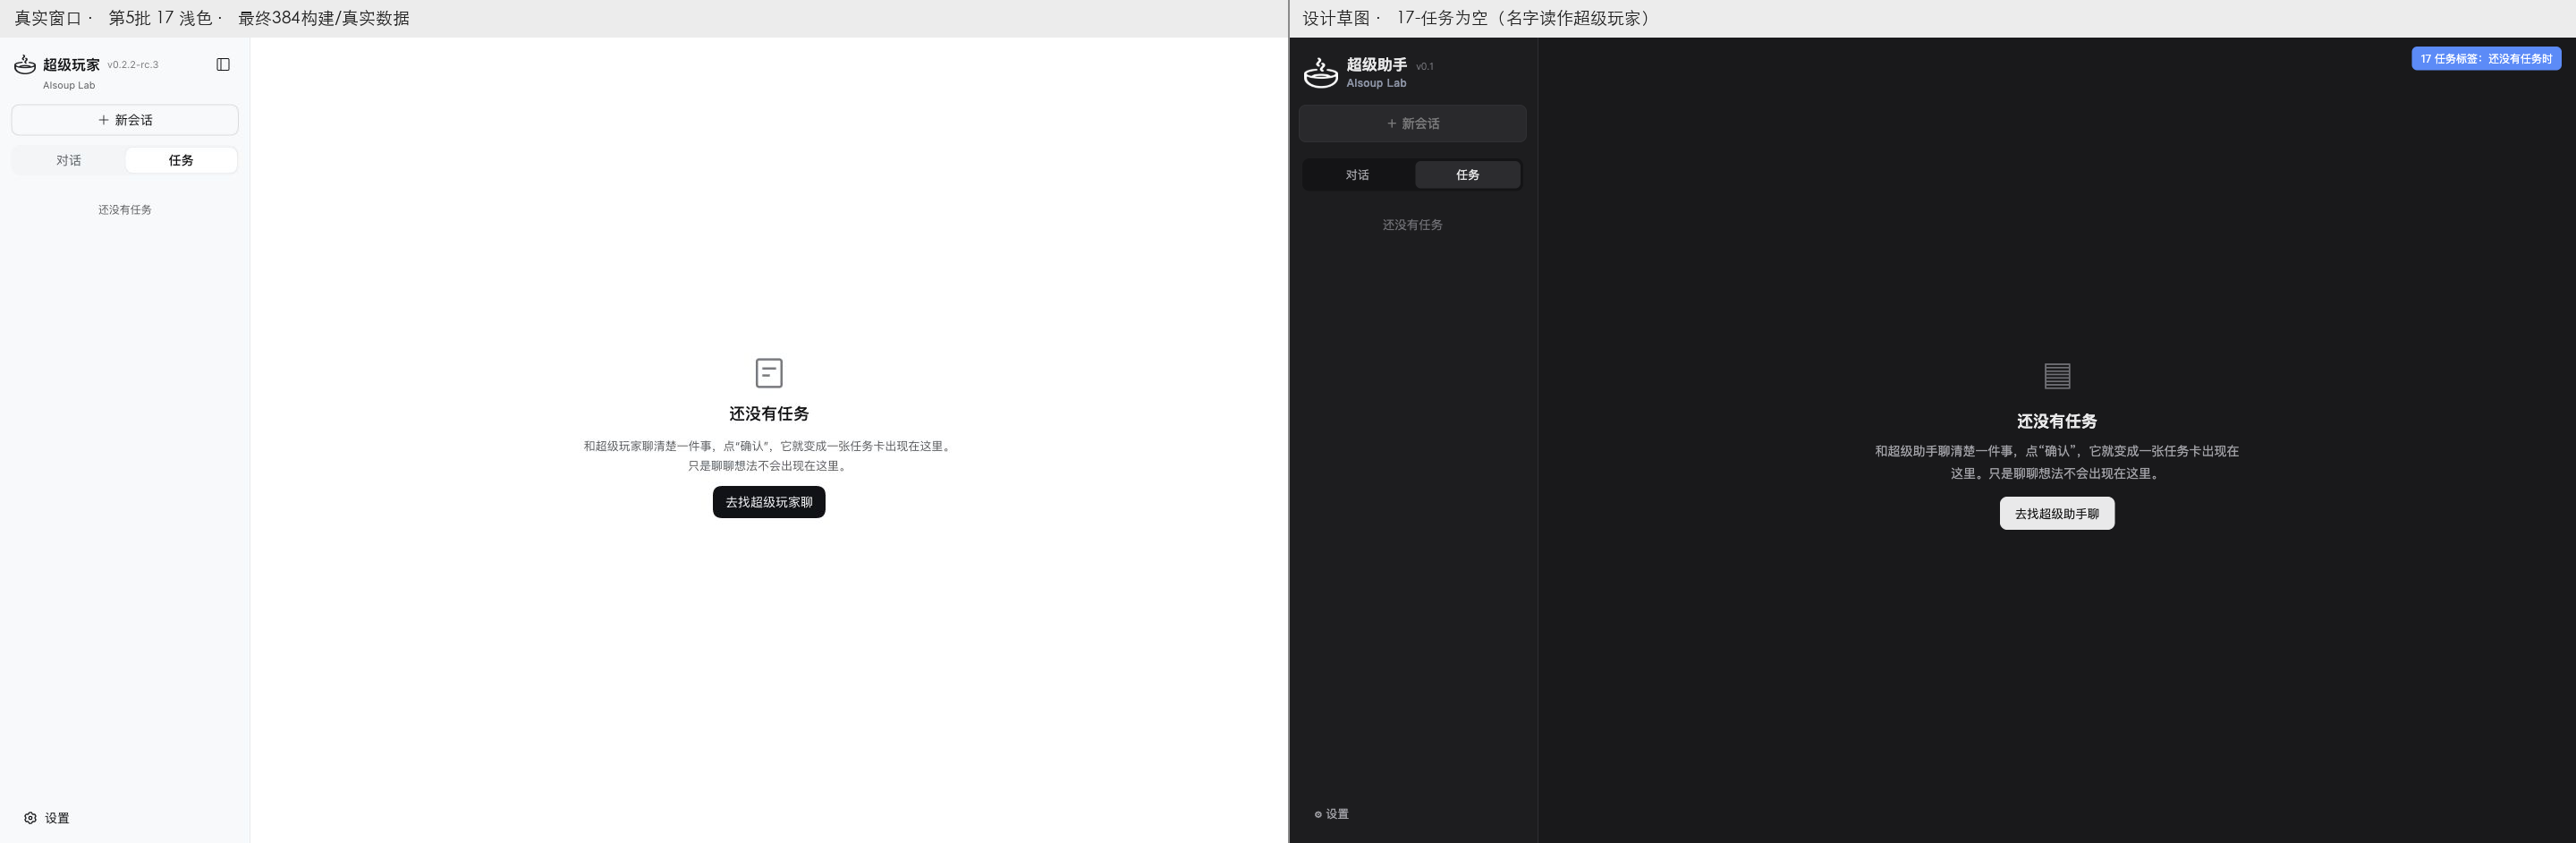 真实窗口 · 第5批 17 浅色 · 最终384构建/真实数据
超级玩家 v0.2.2-rc.3
AIsoup Lab
+ 新会话
对话 任务
还没有任务
还没有任务
和超级玩家聊清楚一件事，点“确认”，它就变成一张任务卡出现在这里。
只是聊聊想法不会出现在这里。
去找超级玩家聊
设置
设计草图 · 17-任务为空（名字读作超级玩家）
17 任务标签：还没有任务时
超级助手 v0.1
AIsoup Lab
+ 新会话
对话 任务
还没有任务
还没有任务
和超级助手聊清楚一件事，点“确认”，它就变成一张任务卡出现在
这里。只是聊聊想法不会出现在这里。
去找超级助手聊
设置